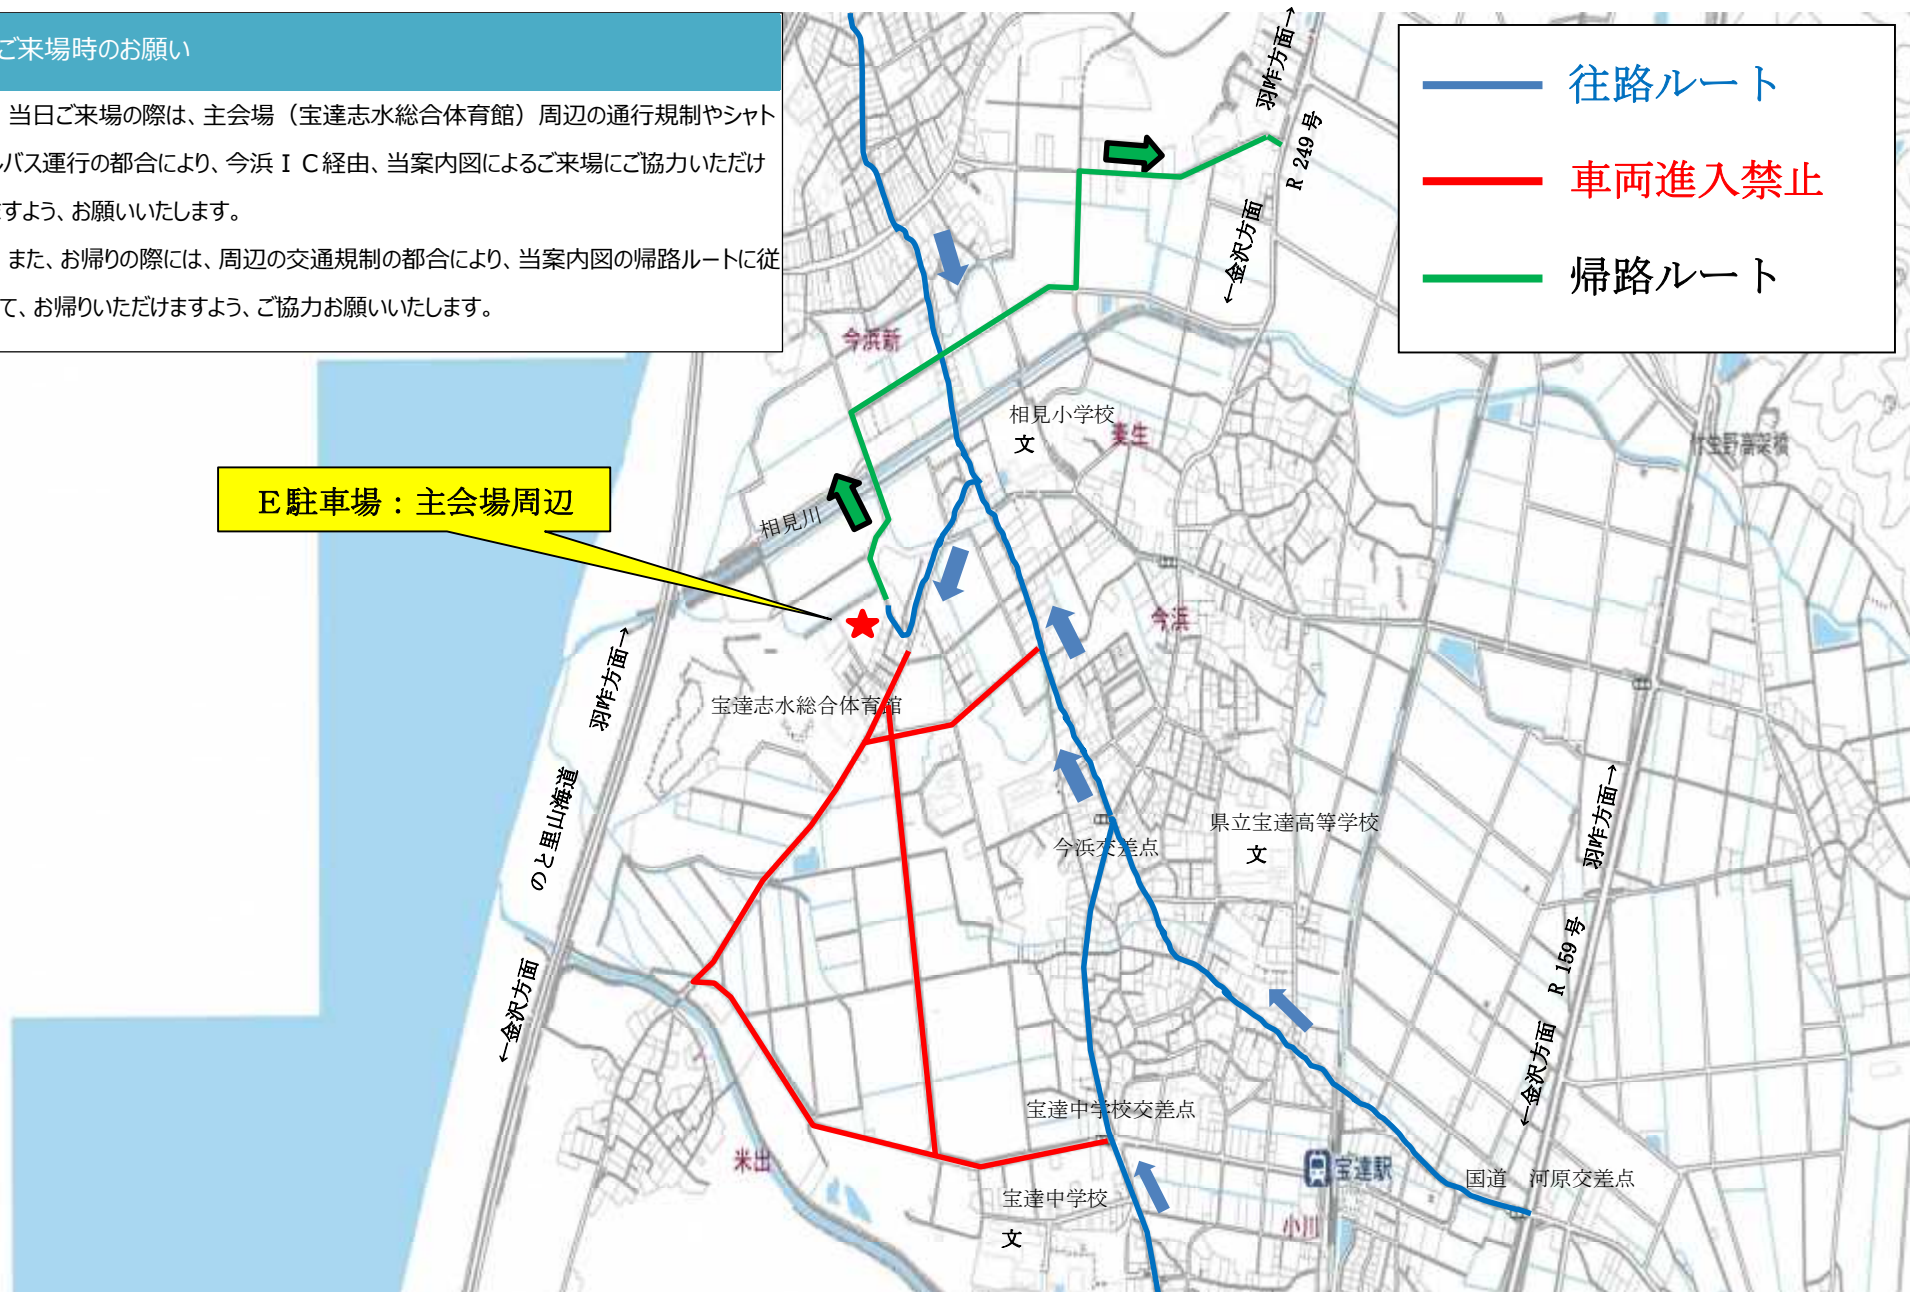 ご来場時のお願い
当日ご来場の際は、主会場（宝達志水総合体育館）周辺の通行規制やシャト
ルバス運行の都合により、今浜ＩＣ経由、当案内図によるご来場にご協力いただけ
ますよう、お願いいたします。
また、お帰りの際には、周辺の交通規制の都合により、当案内図の帰路ルートに従
て、お帰りいただけますよう、ご協力お願いいたします。
往路ルート
車両進入禁止
帰路ルート
羽咋方面→
R 249 号
←金沢方面
今浜新
相見小学校
文
麦生
竹生野高架橋
E駐車場：主会場周辺
相見川
今浜
羽咋方面→
宝達志水総合体育館
のと里山海道
羽咋方面→
県立宝達高等学校
文
今浜交差点
R 159 号
←金沢方面
←金沢方面
宝達中学校交差点
米出
宝達駅
国道　河原交差点
宝達中学校
文
小川